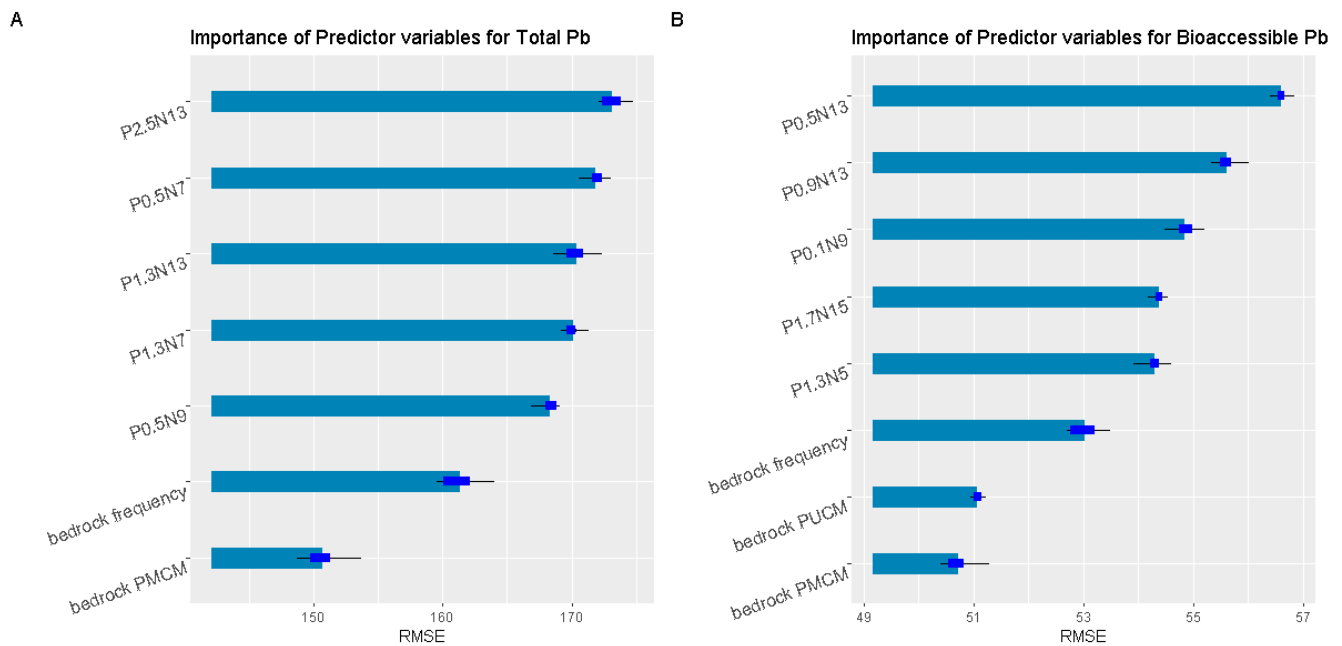 A
Importance of Predictor variables for Total Pb
P2.5N13
P0.5N7
P1.3N13
P1.3N7
P0.5N9
bedrock frequency
bedrock PMCM
150 160 170
RMSE
B
Importance of Predictor variables for Bioaccessible Pb
P0.5N13
P0.9N13
P0.1N9
P1.7N15
P1.3N5
bedrock frequency
bedrock PUCM
bedrock PMCM
49 51 53 55 57
RMSE